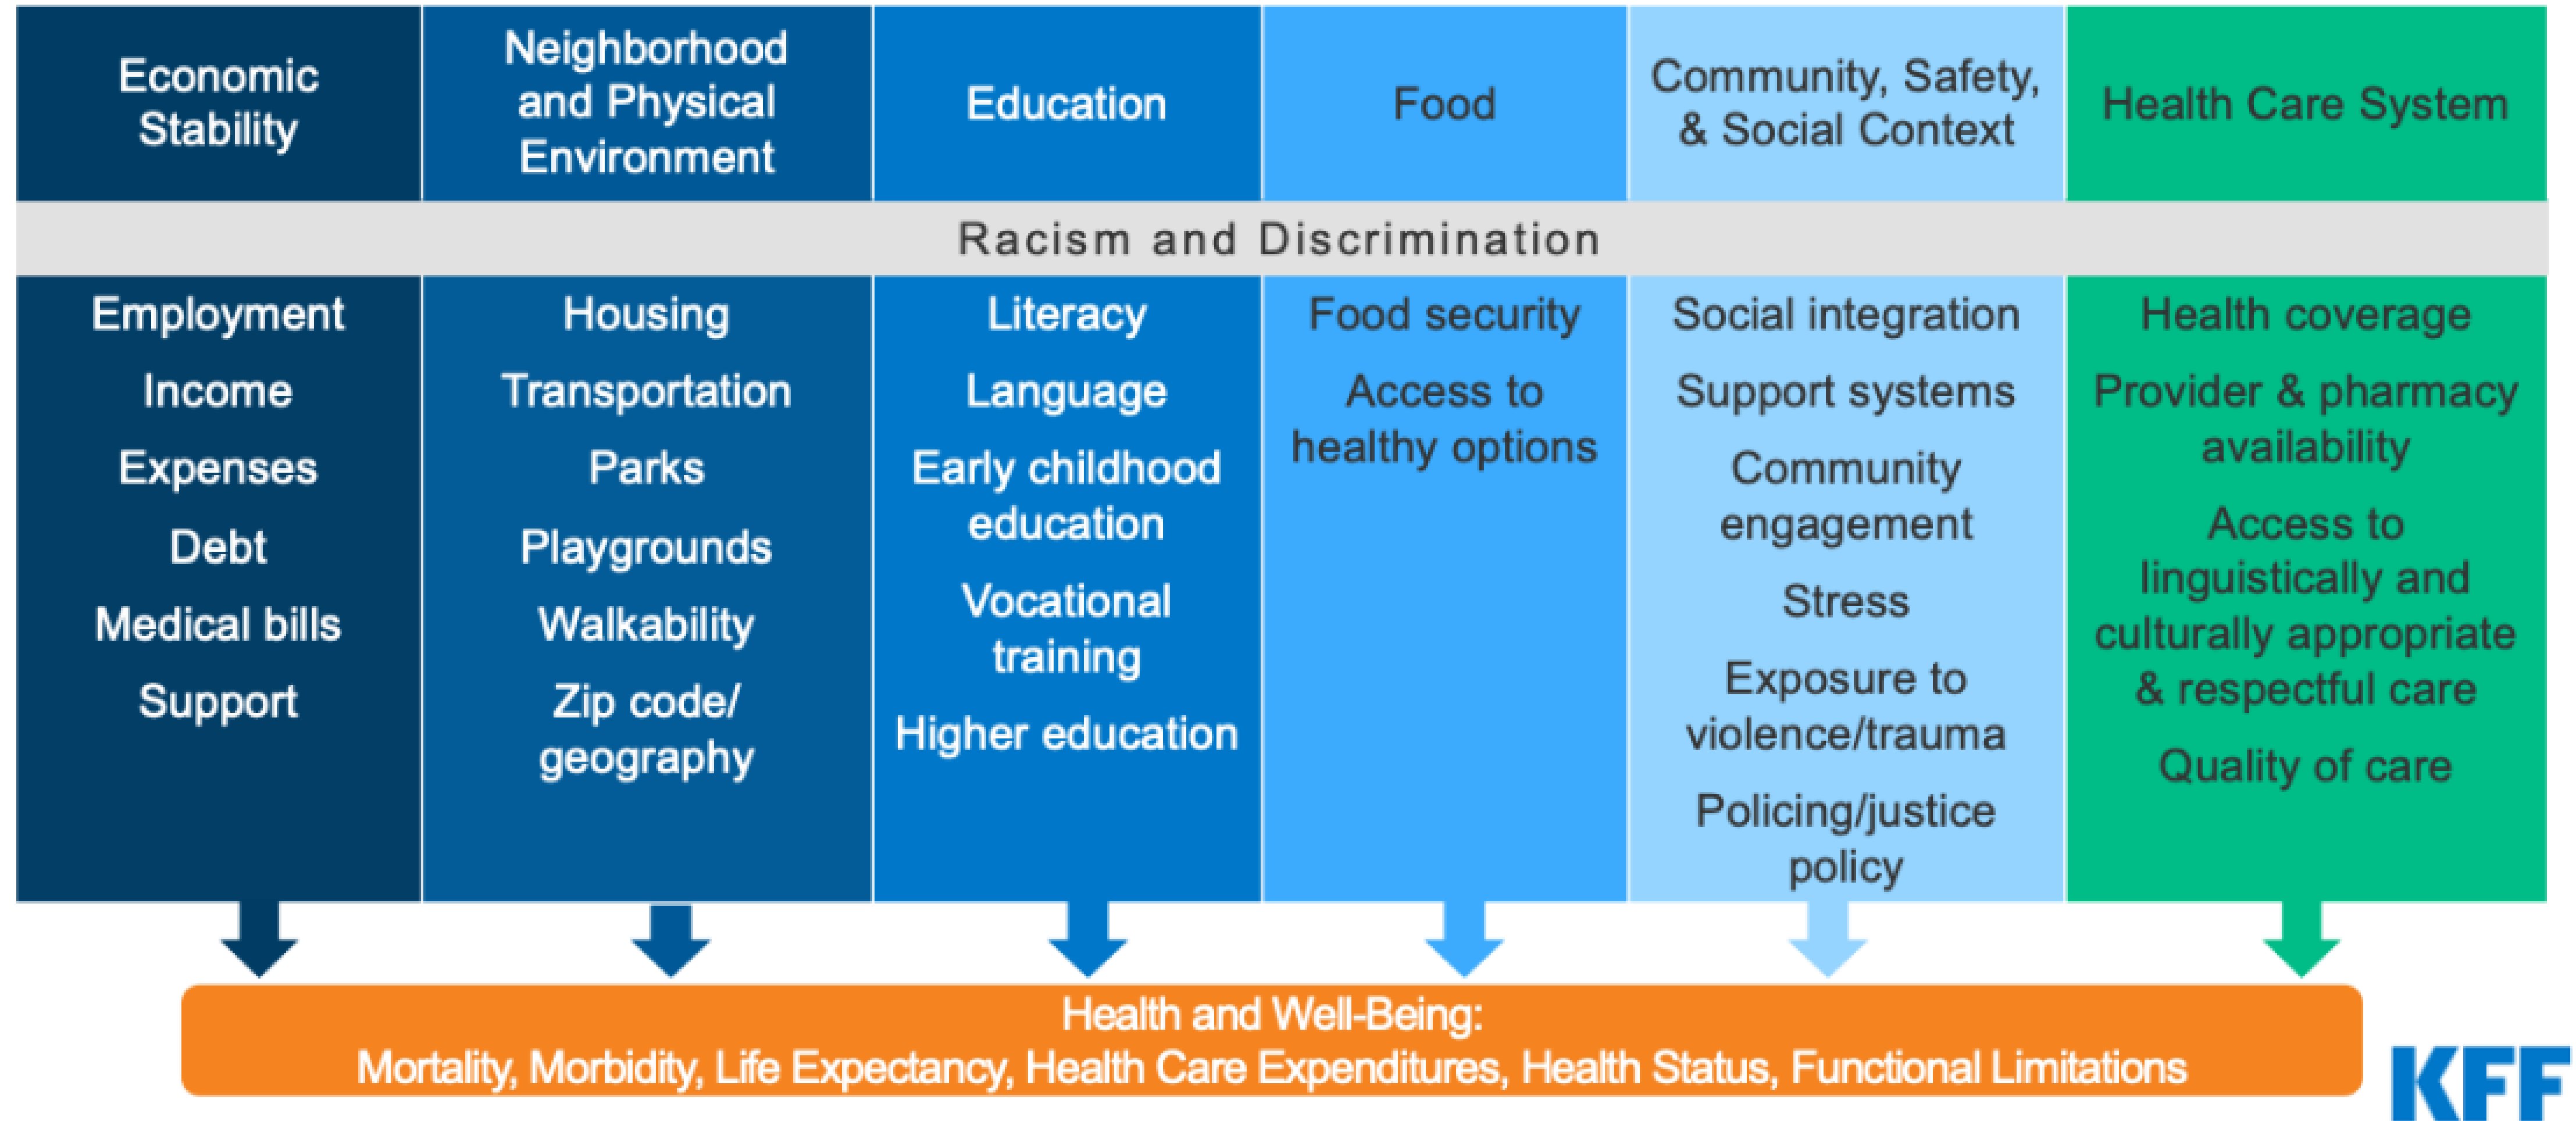 Economic
Stability
Neighborhood
and Physical
Environment
Education
Food
Community, Safety,
& Social Context
Health Care System
Racism and Discrimination
Employment
Income
Expenses
Debt
Medical bills
Support
Housing
Transportation
Parks
Playgrounds
Walkability
Zip code/
geography
Literacy
Language
Early childhood
education
Vocational
training
Higher education
Food security
Access to
healthy options
Social integration
Support systems
Community
engagement
Stress
Exposure to
violence/trauma
Policing/justice
policy
Health coverage
Provider & pharmacy
availability
Access to
linguistically and
culturally appropriate
& respectful care
Quality of care
Health and Well-Being:
Mortality, Morbidity, Life Expectancy, Health Care Expenditures, Health Status, Functional Limitations
KFF